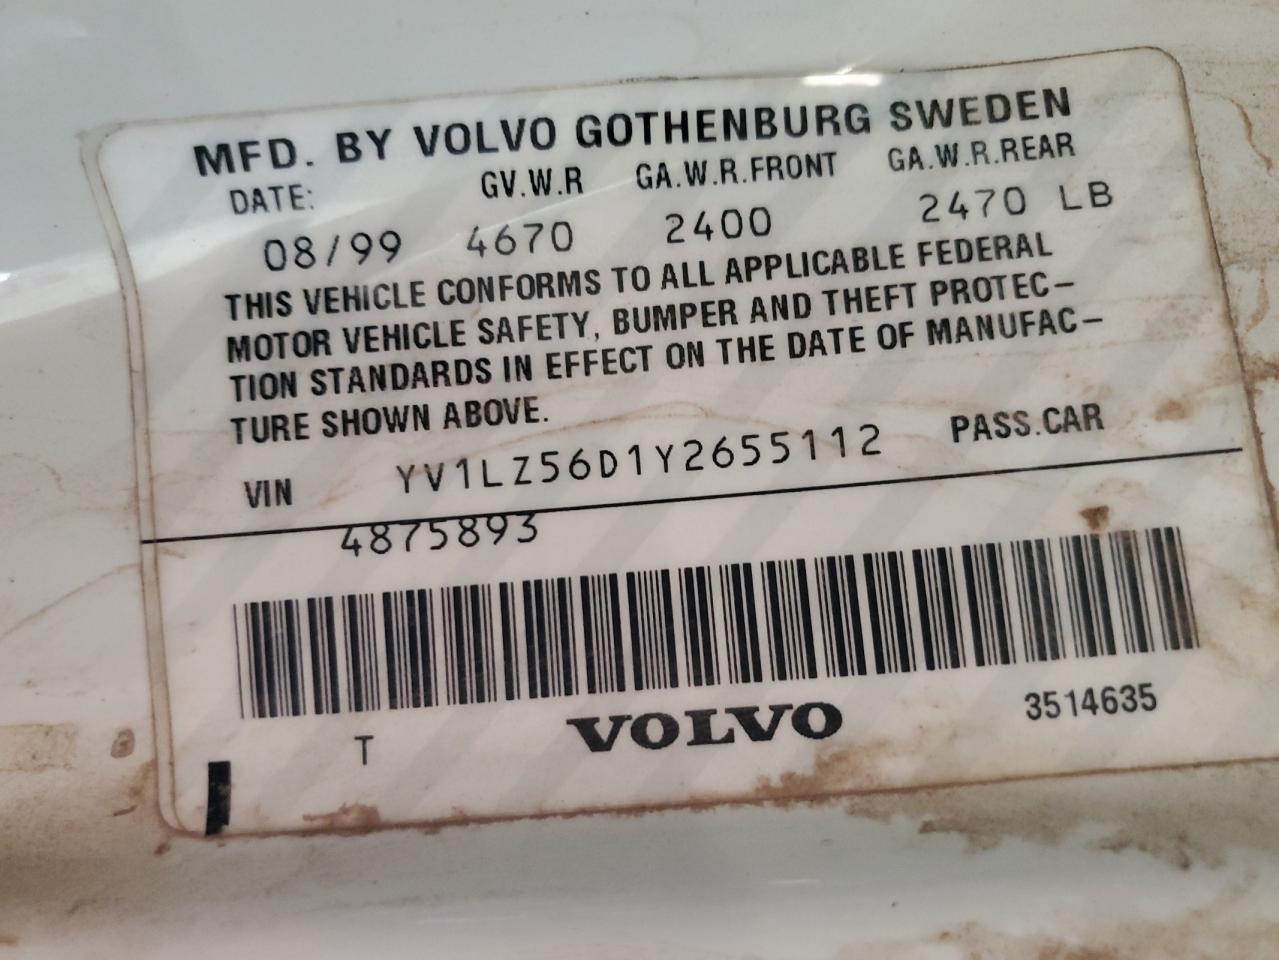 MFD. BY VOLVO GOTHENBURG SWEDEN
DATE: GV.W.R GA.W.R.FRONT GA.W.R.REAR
08/99 4670 2400 2470 LB
THIS VEHICLE CONFORMS TO ALL APPLICABLE FEDERAL
MOTOR VEHICLE SAFETY, BUMPER AND THEFT PROTEC-
TION STANDARDS IN EFFECT ON THE DATE OF MANUFAC-
TURE SHOWN ABOVE.
VIN YV1LZ56D1Y2655112 PASS.CAR
4875893
T VOLVO 3514635